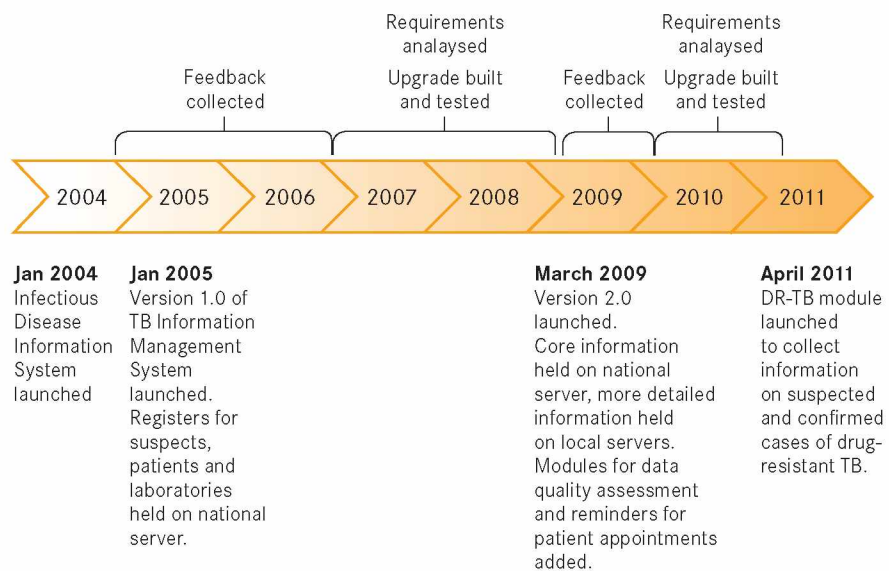 Requirements
analaysed
Upgrade built
and tested
Requirements
analaysed
Upgrade built
and tested
Feedback
collected
Feedback
collected
2004
2005
2006
2007
2008
2009
2010
2011
Jan 2004
Infectious
Disease
Information
System
launched
Jan 2005
Version 1.0 of
TB Information
Management
System
launched.
Registers for
suspects,
patients and
laboratories
held on national
server.
March 2009
Version 2.0
launched.
Core information
held on national
server, more detailed
information held
on local servers.
Modules for data
quality assessment
and reminders for
patient appointments
added.
April 2011
DR-TB module
launched
to collect
information
on suspected
and confirmed
cases of drug-
resistant TB.